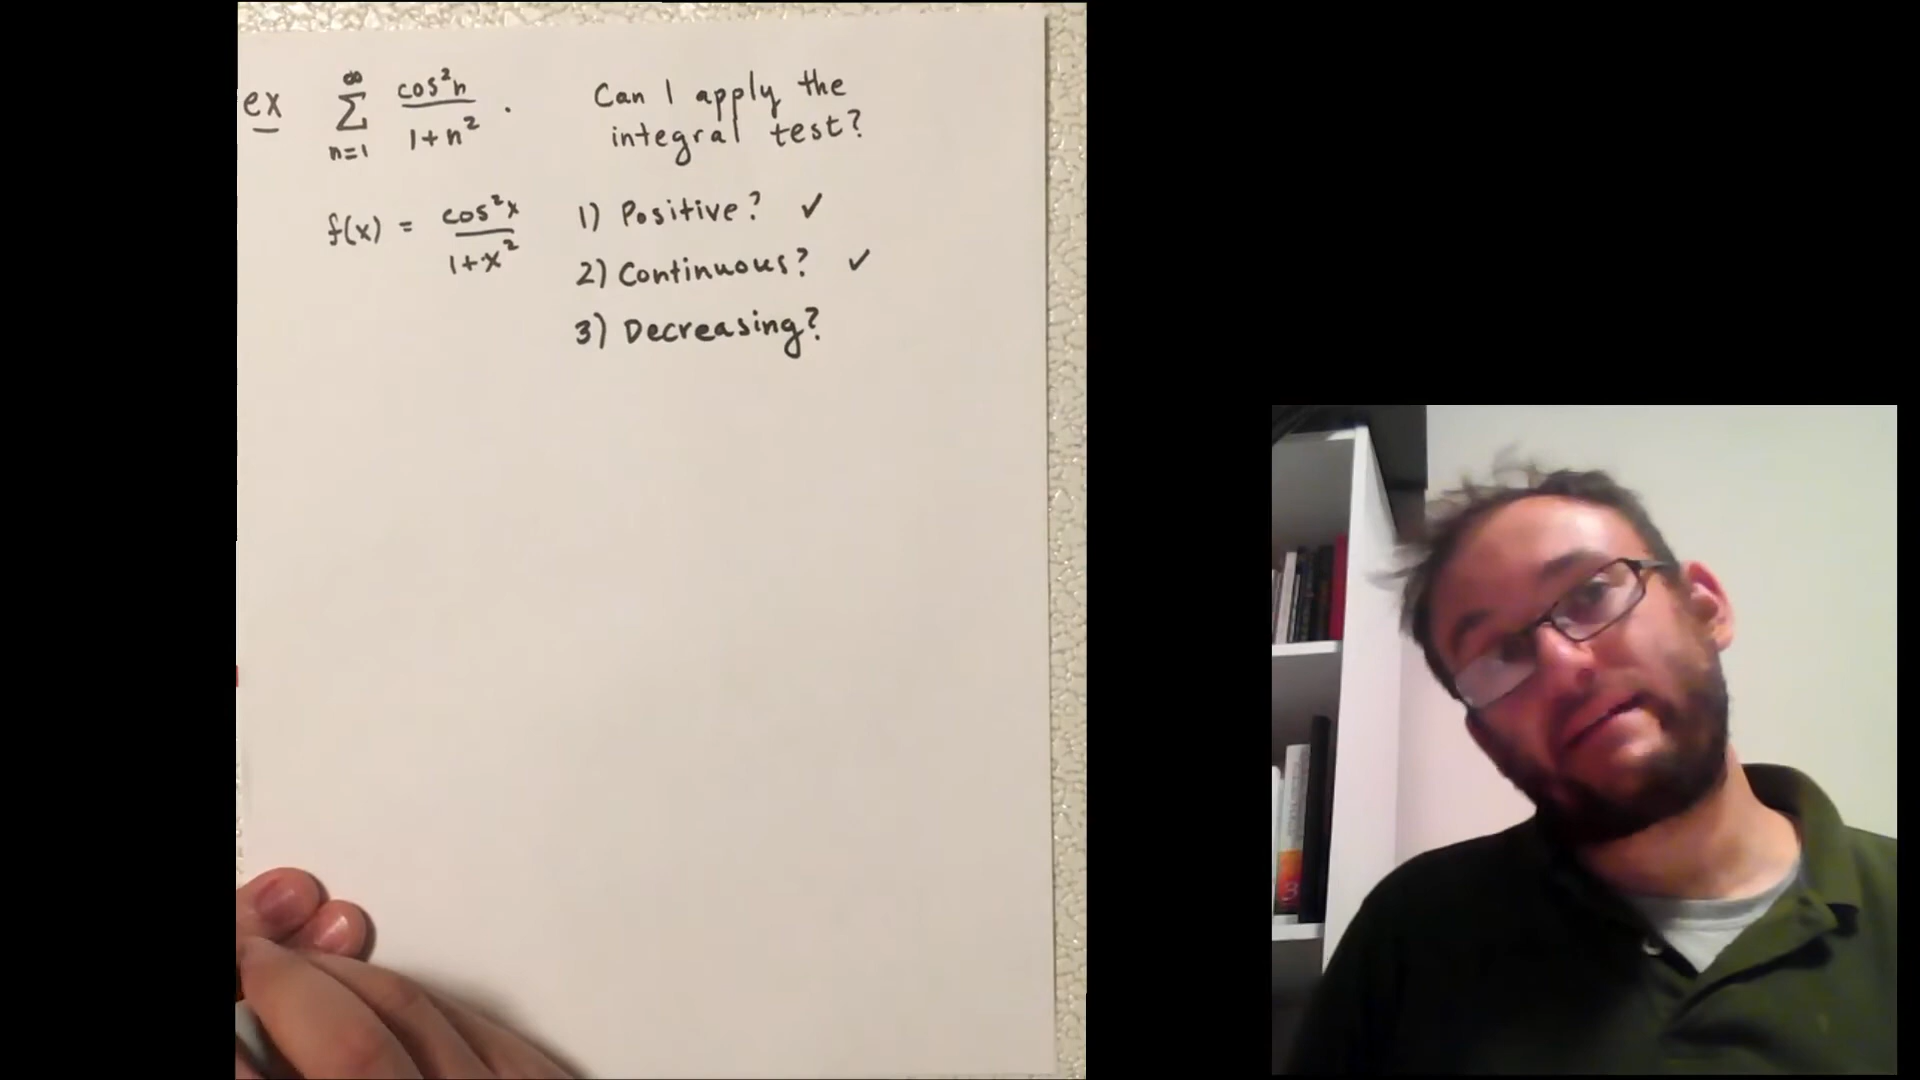 ex ∞ Σ n=1 cos²n / 1+n² . Can I apply the
integral test?
f(x) = cos²x / 1+x² 1) Positive? ✓
2) Continuous? ✓
3) Decreasing?